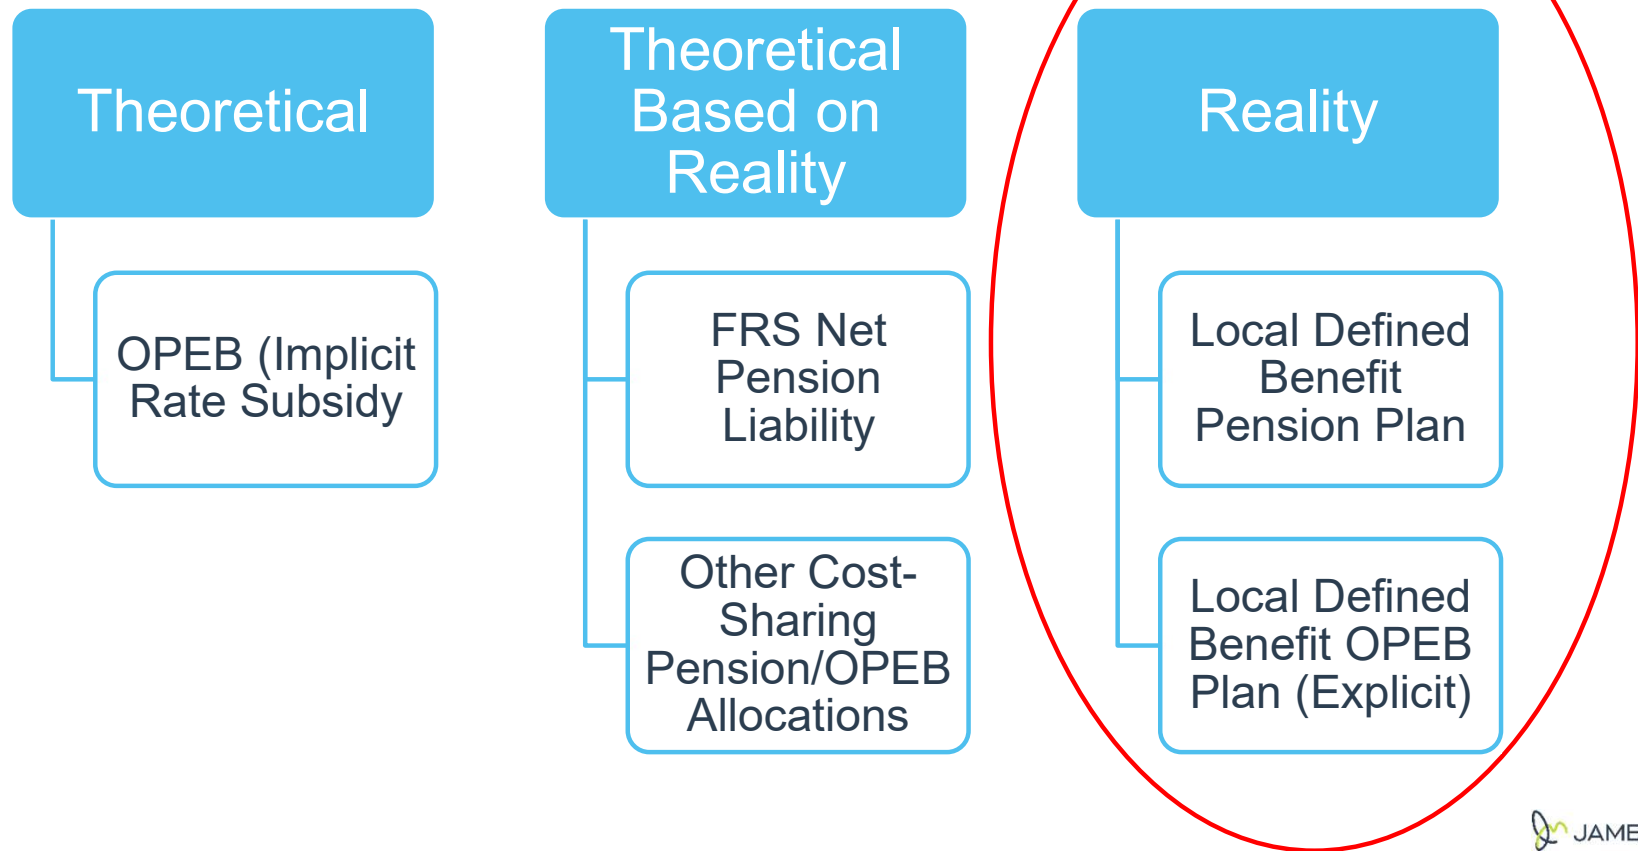 Theoretical
OPEB (Implicit
Rate Subsidy
Theoretical
Based on
Reality
FRS Net
Pension
Liability
Other Cost-
Sharing
Pension/OPEB
Allocations
Reality
Local Defined
Benefit
Pension Plan
Local Defined
Benefit OPEB
Plan (Explicit)
JAME